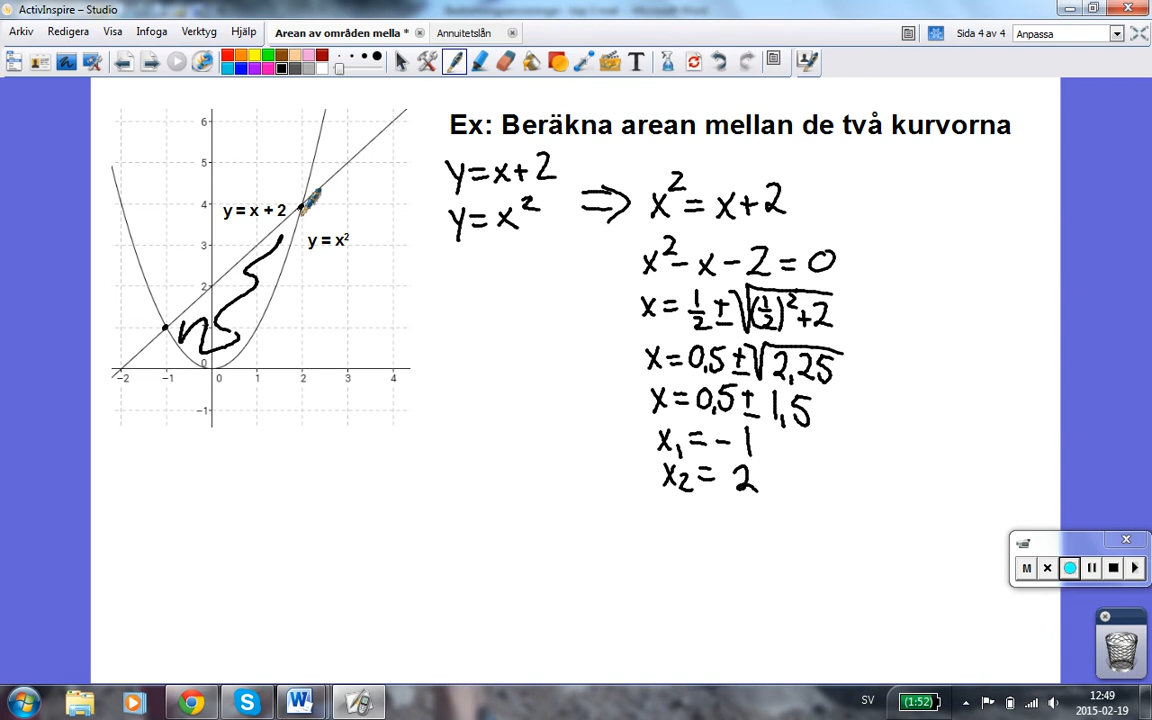 ActivInspire – Studio
Arkiv Redigera Visa Infoga Verktyg Hjälp
Arean av områden mella * Annuitetslån
Sida 4 av 4 Anpassa
Ex: Beräkna arean mellan de två kurvorna
y=x+2
y=x²
⇒ x²=x+2
x²-x-2=0
x=1/2±√((1/2)²+2)
x=0,5±√2,25
x=0,5±1,5
x₁=-1
x₂=2
6
5
4
3
2
1
0
−1
y = x + 2
y = x²
−2 −1 0 1 2 3 4
M
SV
(1:52)
12:49
2015-02-19